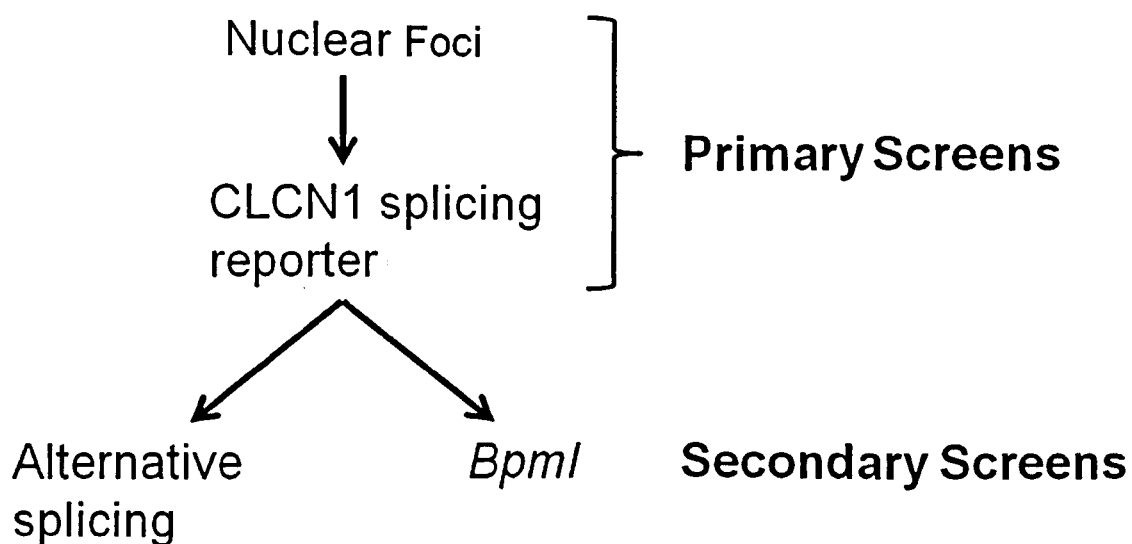 Nuclear Foci
Primary Screens
CLCN1 splicing
reporter
Alternative
splicing
BpmI
Secondary Screens